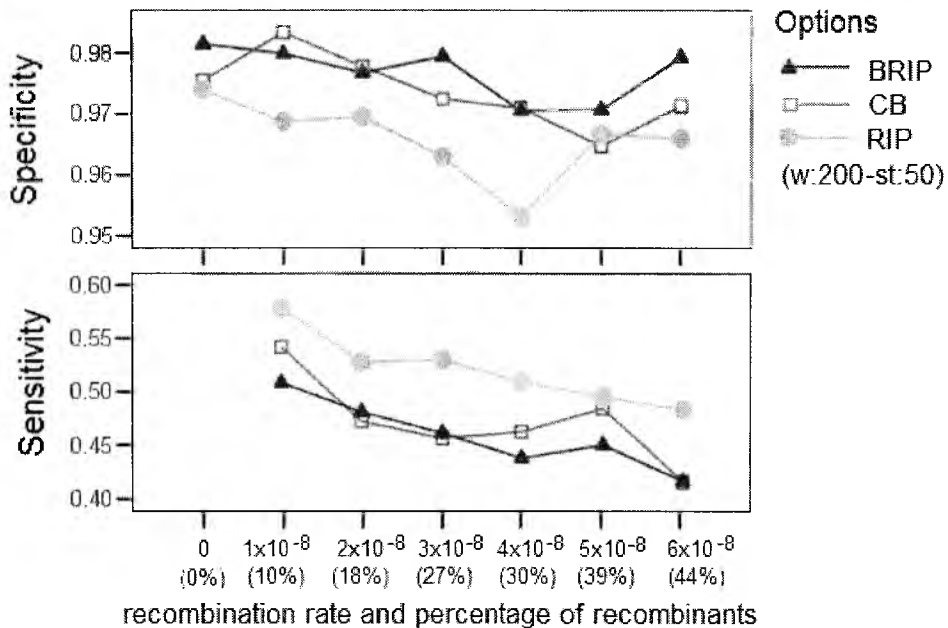 Options
BRIP
CB
RIP
(w:200-st:50)
Specificity
0.98
0.97
0.96
0.95
Sensitivity
0.60
0.55
0.50
0.45
0.40
0 1x10-8 2x10-8 3x10-8 4x10-8 5x10-8 6x10-8
(0%) (10%) (18%) (27%) (30%) (39%) (44%)
recombination rate and percentage of recombinants